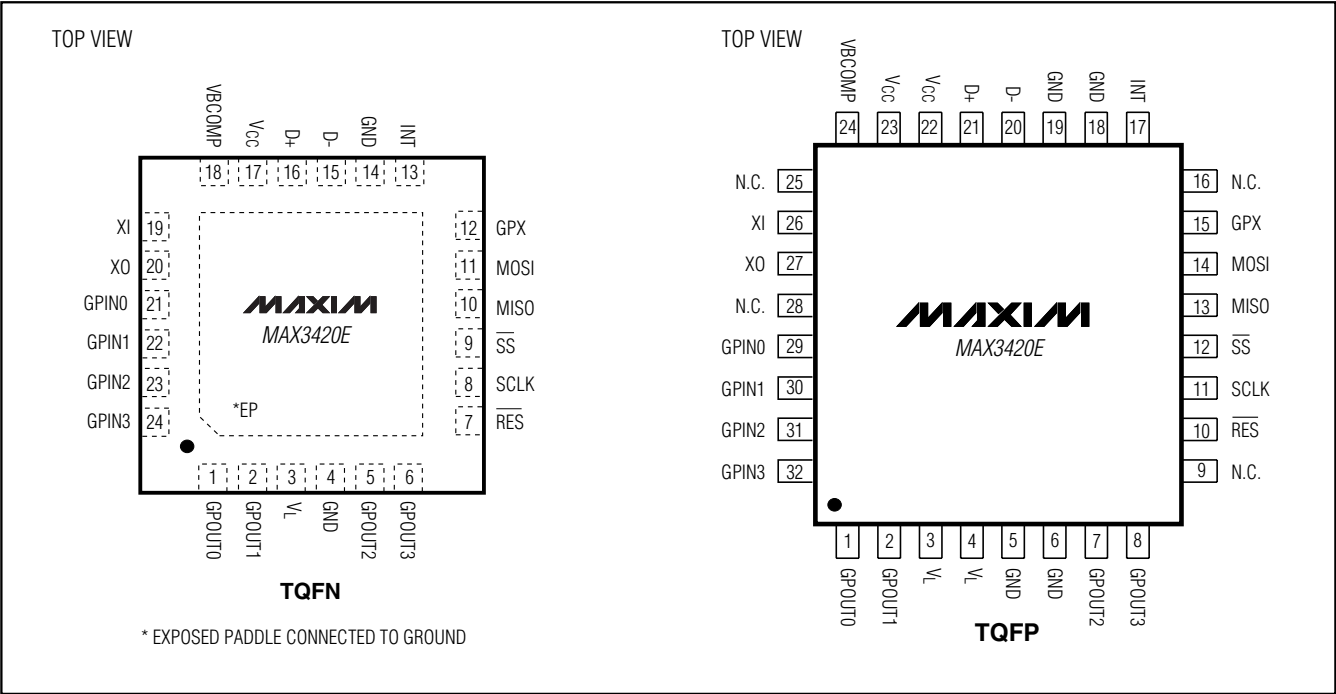 TOP VIEW
VBCOMP
VCC
D+
D-
GND
INT
18 17 16 15 14 13
XI 19
XO 20
GPIN0 21
GPIN1 22
GPIN2 23
GPIN3 24
12 GPX
11 MOSI
10 MISO
9 SS
8 SCLK
7 RES
MAXIM
MAX3420E
*EP
1 2 3 4 5 6
GPOUT0
GPOUT1
VL
GND
GPOUT2
GPOUT3
TQFN
* EXPOSED PADDLE CONNECTED TO GROUND
TOP VIEW
VBCOMP
VCC
VCC
D+
D-
GND
GND
INT
24 23 22 21 20 19 18 17
N.C. 25
XI 26
XO 27
N.C. 28
GPIN0 29
GPIN1 30
GPIN2 31
GPIN3 32
16 N.C.
15 GPX
14 MOSI
13 MISO
12 SS
11 SCLK
10 RES
9 N.C.
MAXIM
MAX3420E
1 2 3 4 5 6 7 8
GPOUT0
GPOUT1
VL
VL
GND
GND
GPOUT2
GPOUT3
TQFP